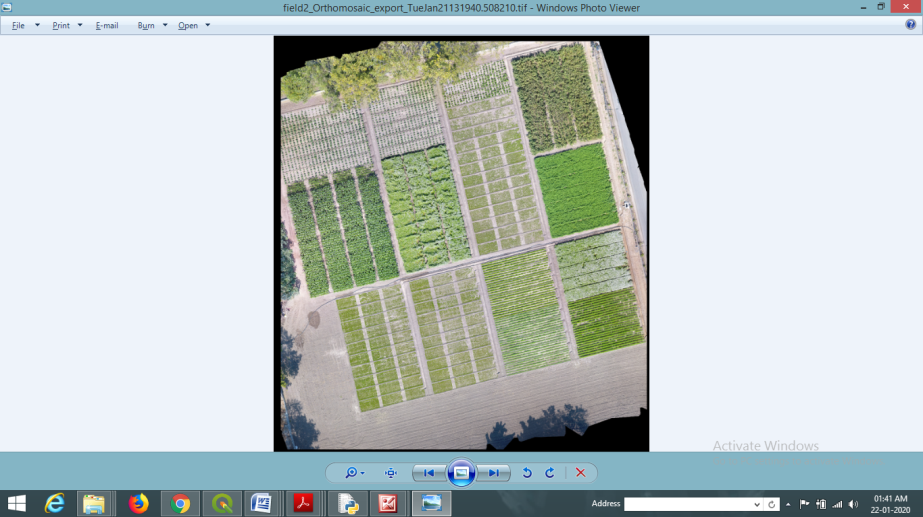 field2_Orthomosaic_export_TueJan21131940.508210.tif - Windows Photo Viewer
File Print E-mail Burn Open
Activate Windows
Address
01:41 AM
22-01-2020